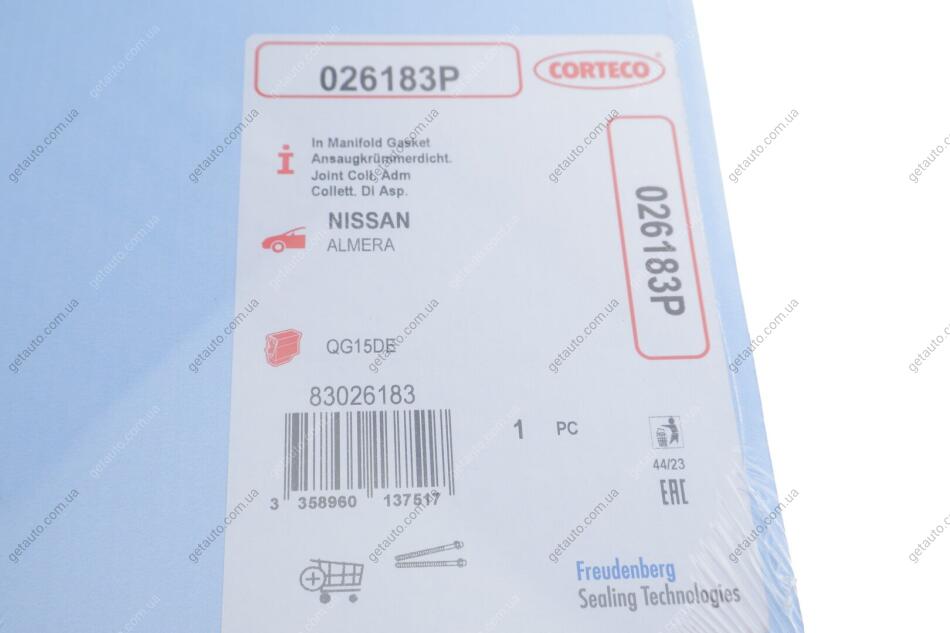 026183P
CORTECO
In Manifold Gasket
Ansaugkrümmerdicht.
Joint Coll. Adm
Collett. Di Asp.
NISSAN
ALMERA
026183P
QG15DE
83026183
1 PC
3 358960 137517
44/23
EAC
Freudenberg
Sealing Technologies
getauto.com.ua